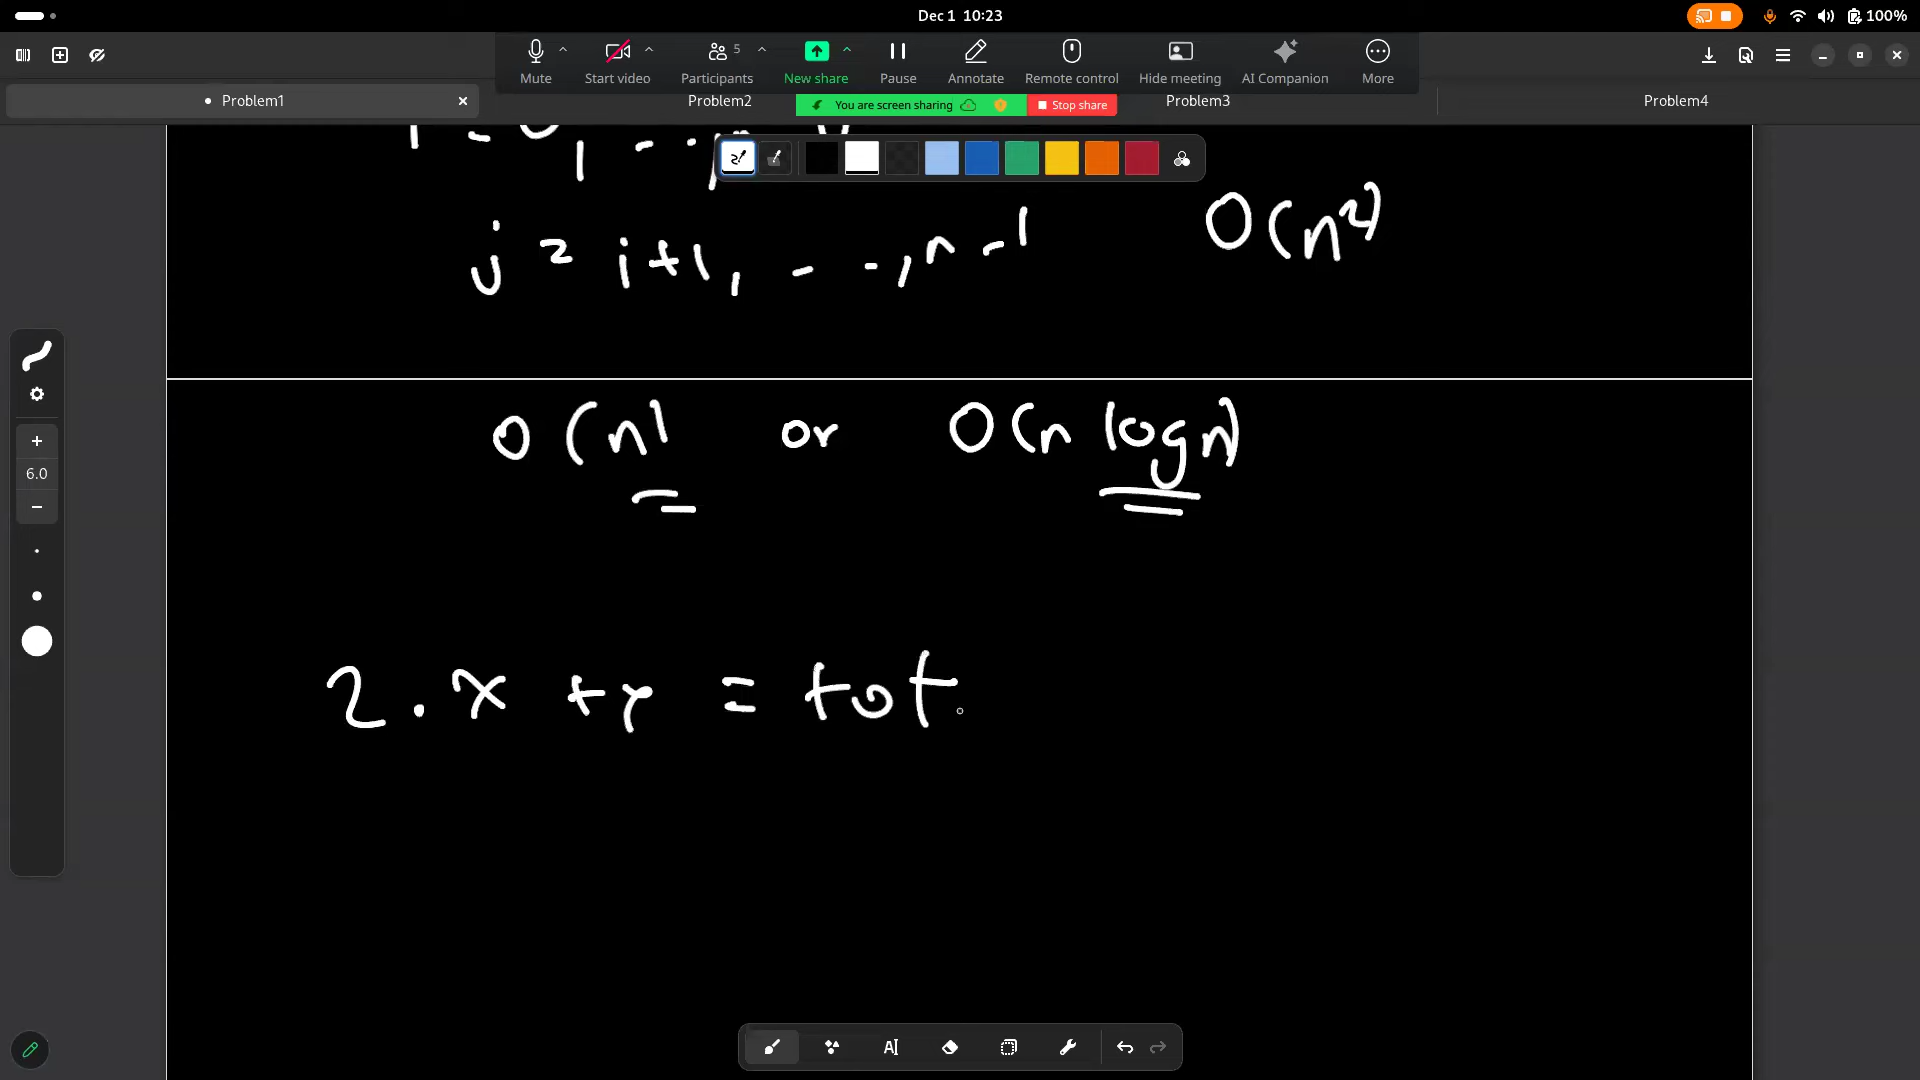 Dec 1 10:23
100%
Mute
Start video
5
Participants
New share
Pause
Annotate
Remote control
Hide meeting
AI Companion
More
• Problem1
Problem2
You are screen sharing
Stop share
Problem3
Problem4
j = i+1, - -, n-1
O(n²)
6.0
O(n) or O(n log n)
2.x + r = tot
AI